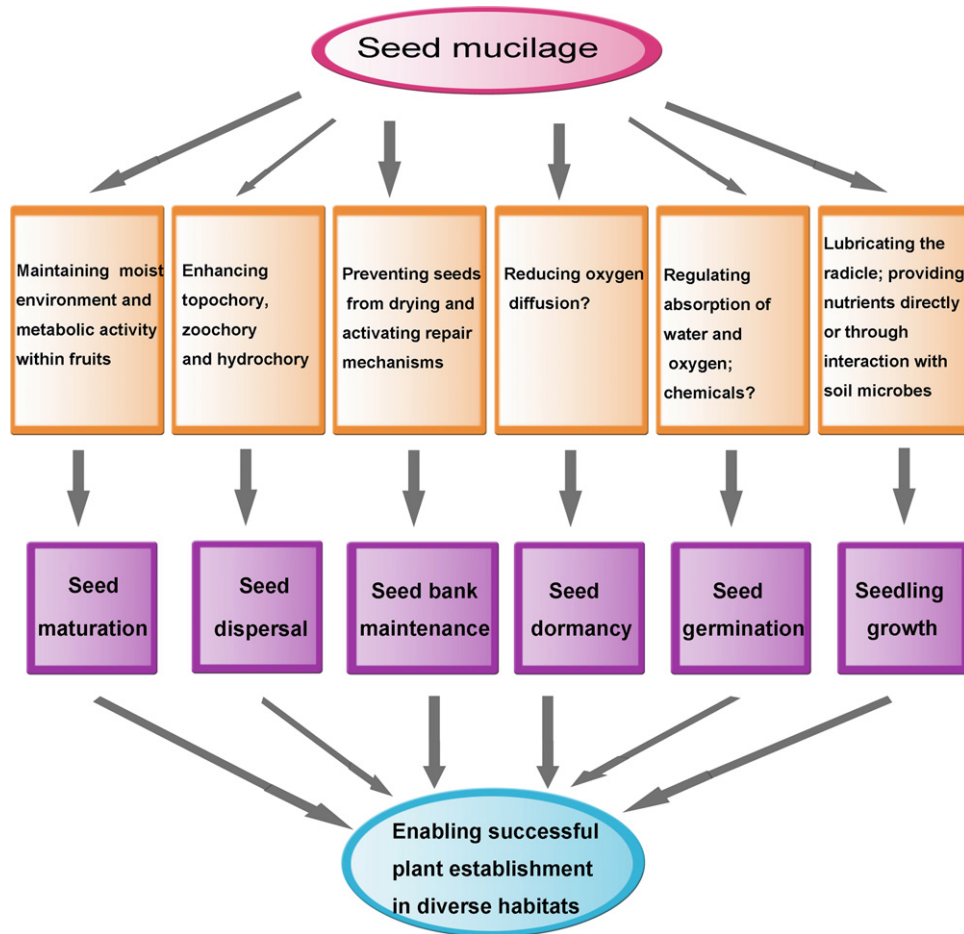 Seed mucilage
Maintaining moist
environment and
metabolic activity
within fruits
Enhancing
topochory,
zoochory
and hydrochory
Preventing seeds
from drying and
activating repair
mechanisms
Reducing oxygen
diffusion?
Regulating
absorption of
water and
oxygen;
chemicals?
Lubricating the
radicle; providing
nutrients directly
or through
interaction with
soil microbes
Seed
maturation
Seed
dispersal
Seed bank
maintenance
Seed
dormancy
Seed
germination
Seedling
growth
Enabling successful
plant establishment
in diverse habitats